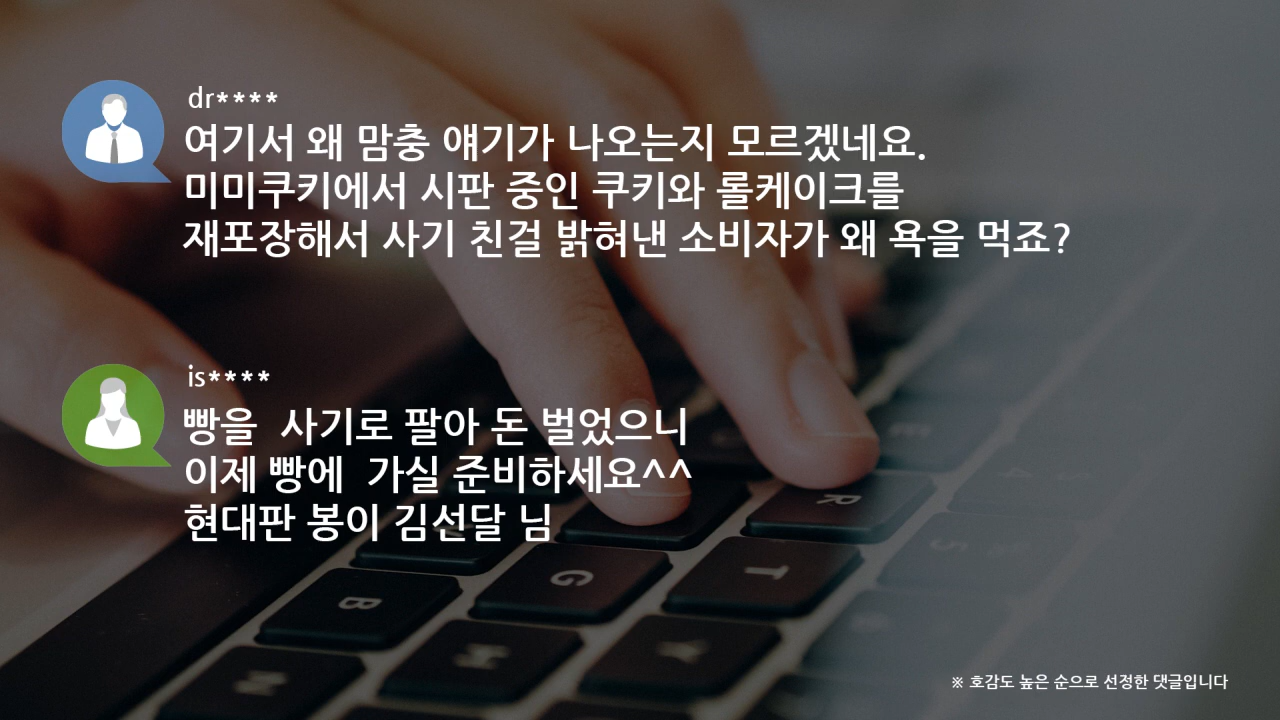 dr****
여기서 왜 맘충 얘기가 나오는지 모르겠네요.
미미쿠키에서 시판 중인 쿠키와 롤케이크를
재포장해서 사기 친걸 밝혀낸 소비자가 왜 욕을 먹죠?
is****
빵을 사기로 팔아 돈 벌었으니
이제 빵에 가실 준비하세요^^
현대판 봉이 김선달 님
R
B
G
T
※ 호감도 높은 순으로 선정한 댓글입니다